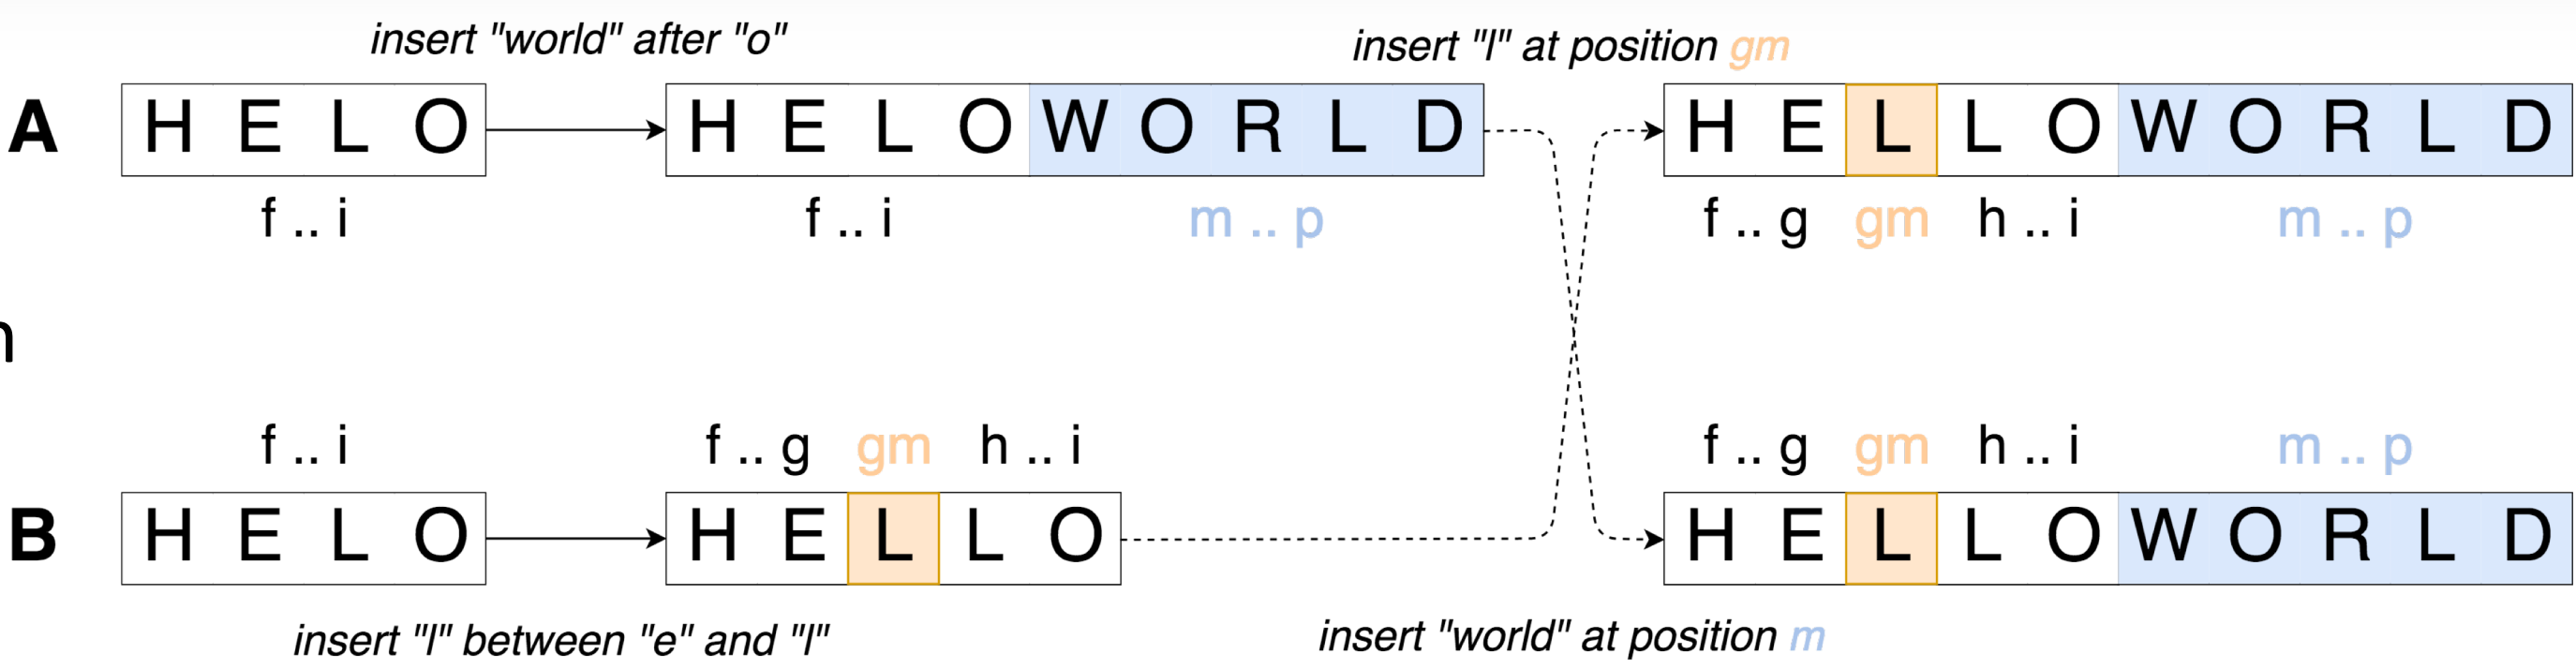 insert "world" after "o"
insert "l" at position gm
A
H E L O
H E L O W O R L D
H E L L O W O R L D
f .. i
f .. i
m .. p
f .. g
gm
h .. i
m .. p
n
f .. i
f .. g
gm
h .. i
f .. g
gm
h .. i
m .. p
B
H E L O
H E L L O
H E L L O W O R L D
insert "l" between "e" and "l"
insert "world" at position m